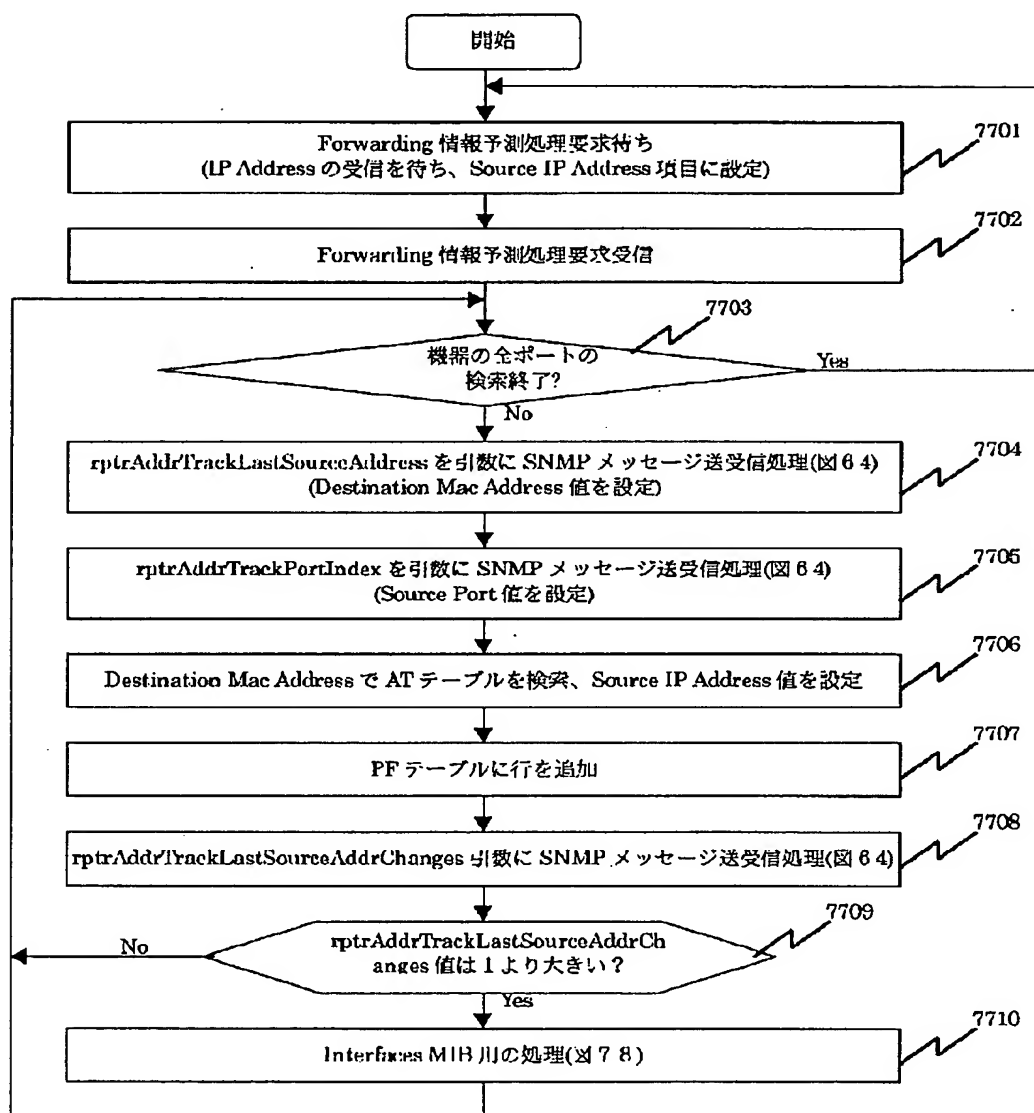 開始
Forwarding 情報予測処理要求待ち
(IP Address の受信を待ち、Source IP Address 項目に設定)
7701
Forwarding 情報予測処理要求受信
7702
7703
機器の全ポートの
検索終了?
Yes
No
rptrAddrTrackLastSourceAddress を引数に SNMP メッセージ送受信処理(図 6 4)
(Destination Mac Address 値を設定)
7704
rptrAddrTrackPortIndex を引数に SNMP メッセージ送受信処理(図 6 4)
(Source Port 値を設定)
7705
Destination Mac Address で AT テーブルを検索、Source IP Address 値を設定
7706
PF テーブルに行を追加
7707
rptrAddrTrackLastSourceAddrChanges 引数に SNMP メッセージ送受信処理(図 6 4)
7708
7709
No
rptrAddrTrackLastSourceAddrCh
anges 値は 1 より大きい?
Yes
Interfaces MIB 用の処理(図 7 8)
7710